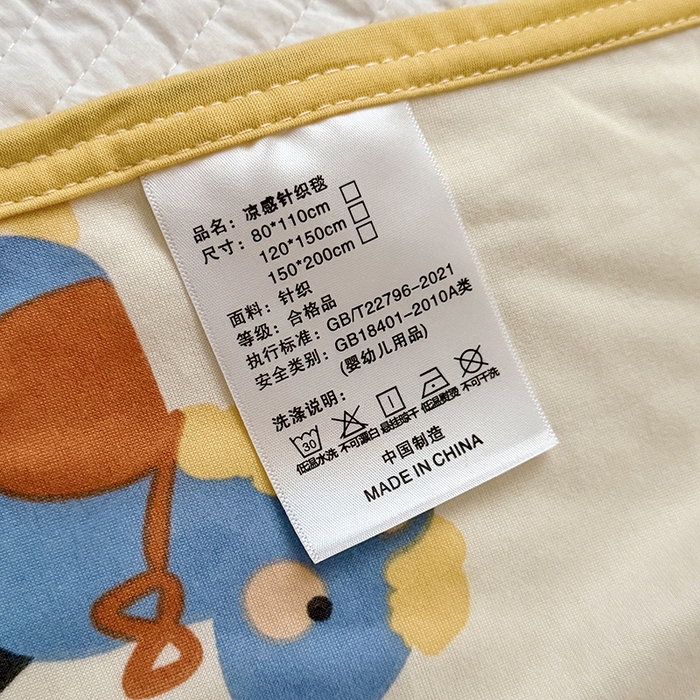 品名：凉感针织毯
尺寸：80*110cm □
120*150cm □
150*200cm □
面料：针织
等级：合格品
执行标准：GB/T22796-2021
安全类别：GB18401-2010A类
(婴幼儿用品)
洗涤说明：
30
低温水洗 不可漂白 悬挂晾干 低温熨烫 不可干洗
中国制造
MADE IN CHINA